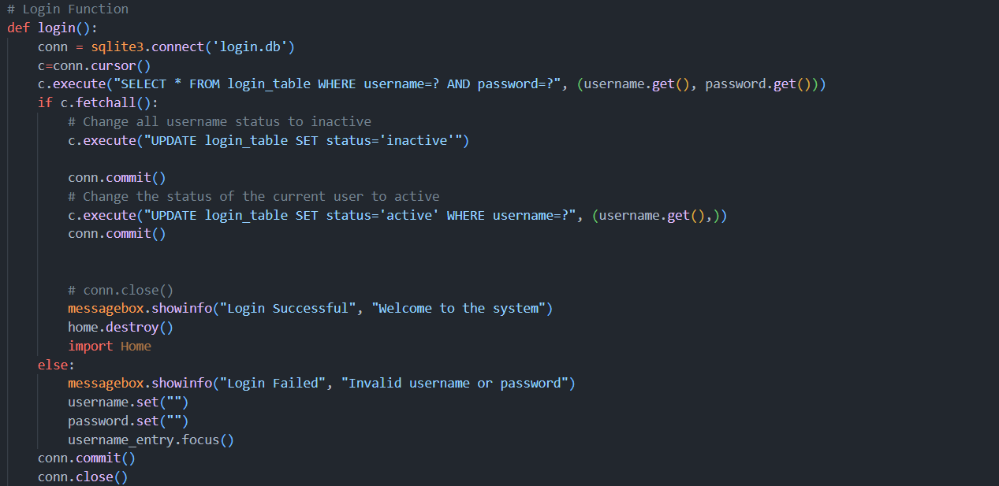 # Login Function
def login():
    conn = sqlite3.connect('login.db')
    c=conn.cursor()
    c.execute("SELECT * FROM login_table WHERE username=? AND password=?", (username.get(), password.get()))
    if c.fetchall():
        # Change all username status to inactive
        c.execute("UPDATE login_table SET status='inactive'")
        conn.commit()
        # Change the status of the current user to active
        c.execute("UPDATE login_table SET status='active' WHERE username=?", (username.get(),))
        conn.commit()
        # conn.close()
        messagebox.showinfo("Login Successful", "Welcome to the system")
        home.destroy()
        import Home
    else:
        messagebox.showinfo("Login Failed", "Invalid username or password")
        username.set("")
        password.set("")
        username_entry.focus()
    conn.commit()
    conn.close()